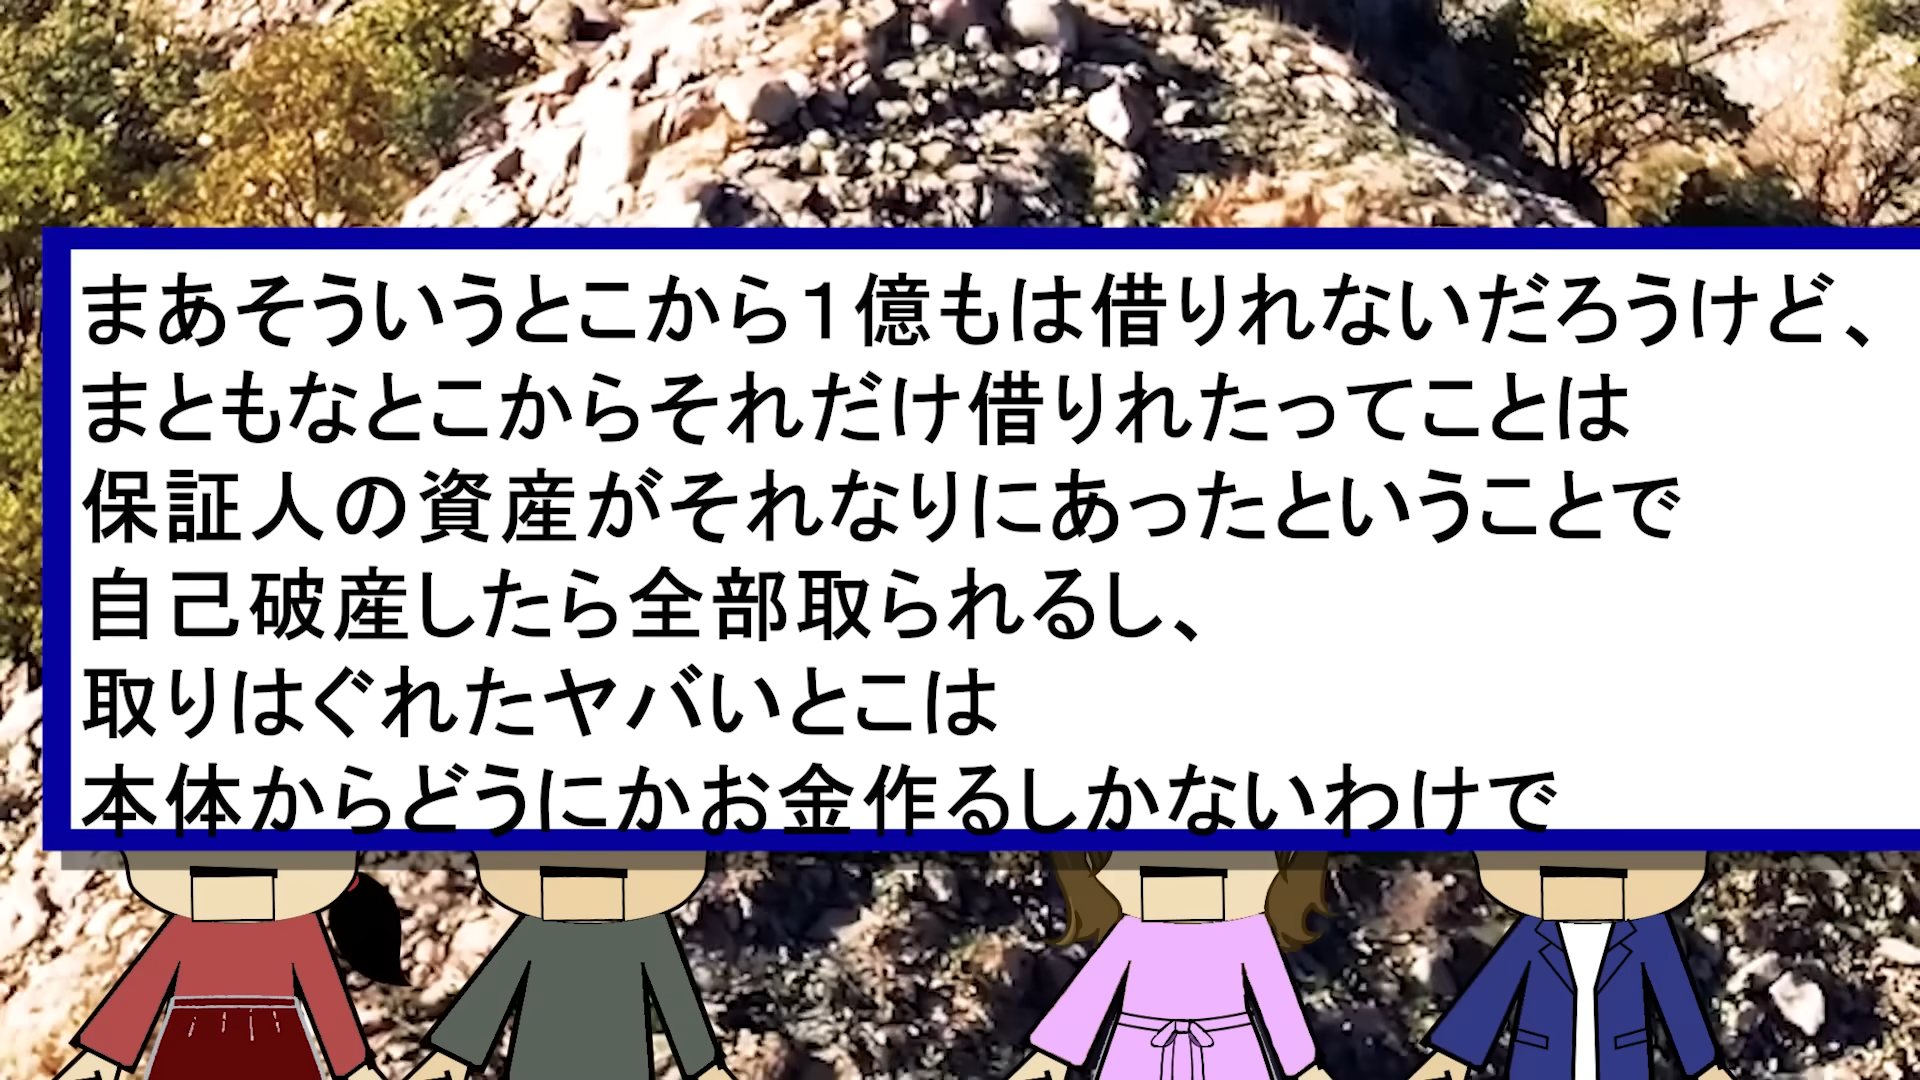 まあそういうとこから１億もは借りれないだろうけど、
まともなとこからそれだけ借りれたってことは
保証人の資産がそれなりにあったということで
自己破産したら全部取られるし、
取りはぐれたヤバいとこは
本体からどうにかお金作るしかないわけで